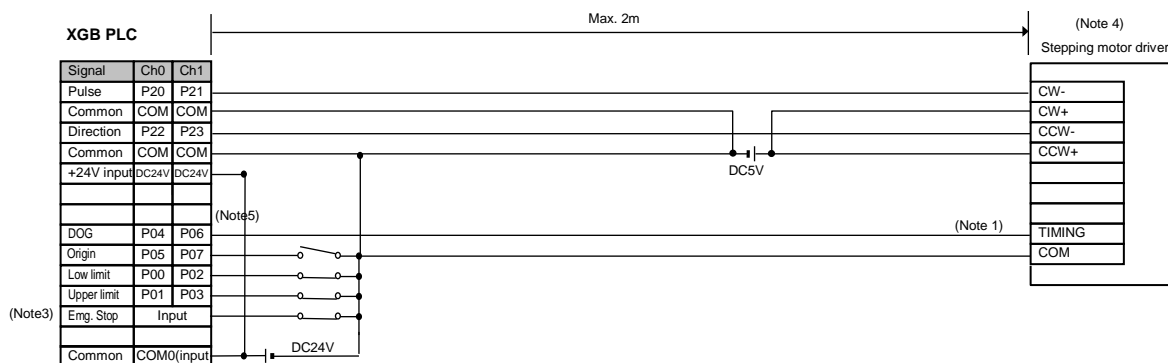 Max. 2m
(Note 4)
XGB PLC
Stepping motor driver
Signal Ch0 Ch1
Pulse P20 P21 CW-
Common COM COM CW+
Direction P22 P23 CCW-
Common COM COM CCW+
+24V input DC24V DC24V
DC5V
(Note5)
DOG P04 P06 (Note 1) TIMING
Origin P05 P07 COM
Low limit P00 P02
Upper limit P01 P03
(Note3) Emg. Stop Input
DC24V
Common COM0(input